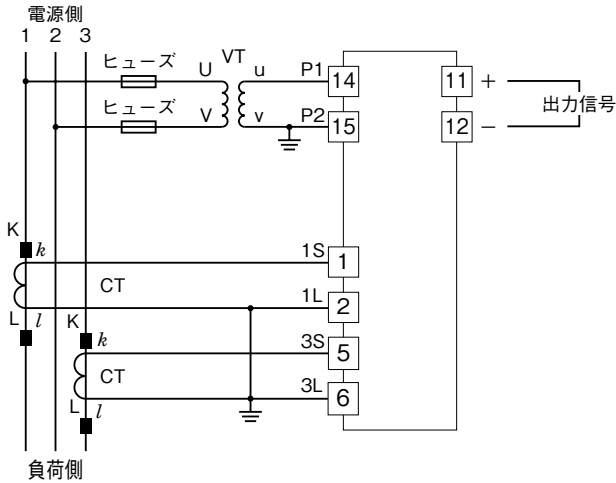 電源側
1 2 3
ヒューズ U VT u P1 14 11 + 
ヒューズ V v P2 15 12 −
出力信号
K k 1S 1
CT
L l 1L 2
K k 3S 5
CT
L l 3L 6
負荷側